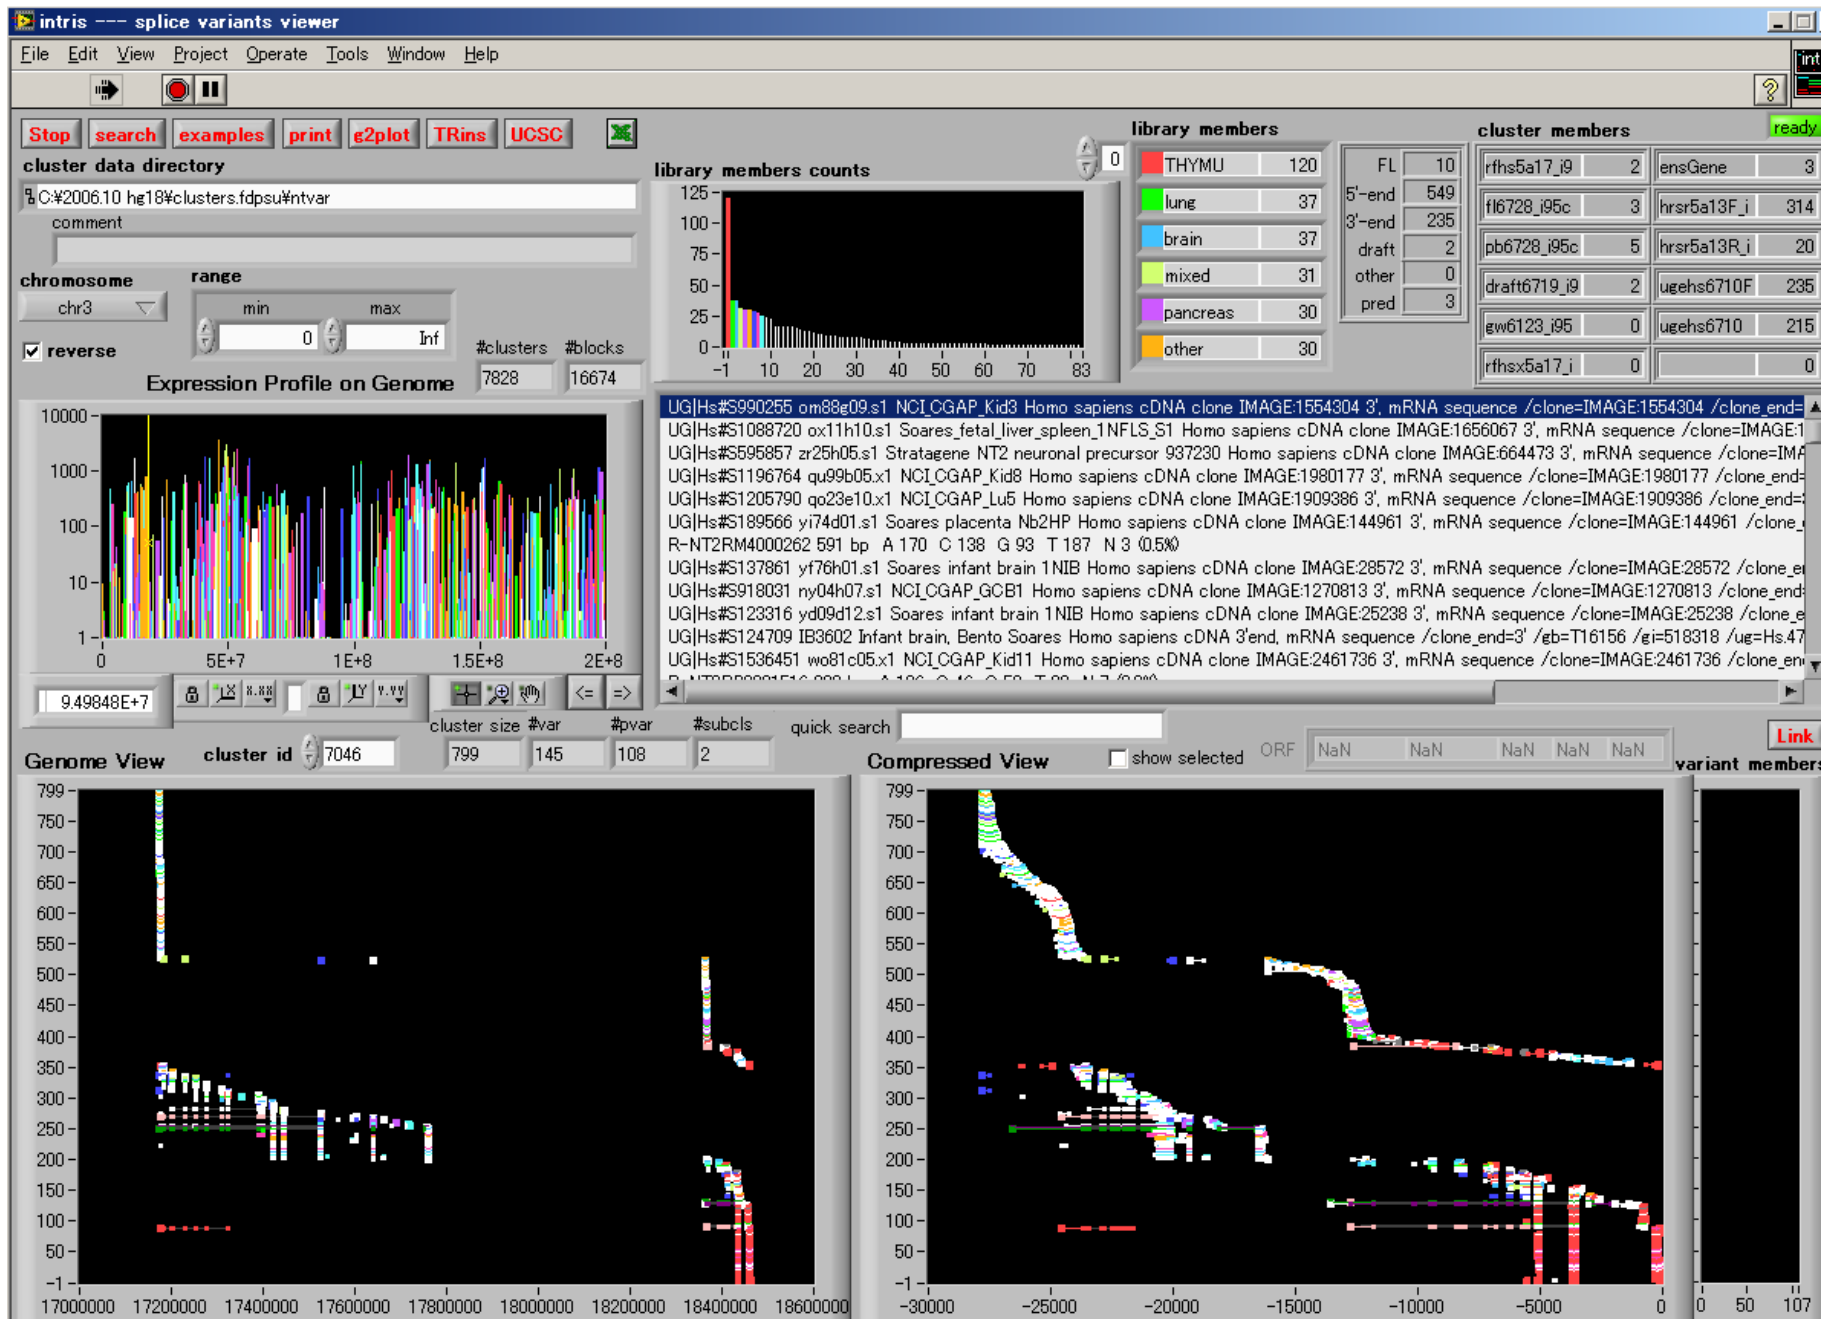 intris --- splice variants viewer
File Edit View Project Operate Tools Window Help
int
?
Stop search examples print g2plot TRins UCSC
ready
cluster data directory
C:¥2006.10 hg18¥clusters.fdpsu¥ntvar
comment
chromosome
chr3
reverse
range
min max
0 Inf
#clusters #blocks
7828 16674
library members counts
0
125
100
75
50
25
0
-1 10 20 30 40 50 60 70 83
library members
THYMU 120
lung 37
brain 37
mixed 31
pancreas 30
other 30
FL 10
5'-end 549
3'-end 235
draft 2
other 0
pred 3
cluster members
rfhs5a17_i9 2 ensGene 3
fl6728_i95c 3 hrsr5a13F_i 314
pb6728_i95c 5 hrsr5a13R_i 20
draft6719_i9 2 ugehs6710F 235
gw6123_i95 0 ugehs6710 215
rfhsx5a17_i 0 0
Expression Profile on Genome
10000
1000
100
10
1
0 5E+7 1E+8 1.5E+8 2E+8
9.49848E+7
X X.XX Y Y.YY <= =>
UG|Hs#S990255 om88g09.s1 NCI_CGAP_Kid3 Homo sapiens cDNA clone IMAGE:1554304 3', mRNA sequence /clone=IMAGE:1554304 /clone_end=
UG|Hs#S1088720 ox11h10.s1 Soares_fetal_liver_spleen_1NFLS_S1 Homo sapiens cDNA clone IMAGE:1656067 3', mRNA sequence /clone=IMAGE:1
UG|Hs#S595857 zr25h05.s1 Stratagene NT2 neuronal precursor 937230 Homo sapiens cDNA clone IMAGE:664473 3', mRNA sequence /clone=IMA
UG|Hs#S1196764 qu99b05.x1 NCI_CGAP_Kid8 Homo sapiens cDNA clone IMAGE:1980177 3', mRNA sequence /clone=IMAGE:1980177 /clone_end=
UG|Hs#S1205790 qo23e10.x1 NCI_CGAP_Lu5 Homo sapiens cDNA clone IMAGE:1909386 3', mRNA sequence /clone=IMAGE:1909386 /clone_end=
UG|Hs#S189566 yi74d01.s1 Soares placenta Nb2HP Homo sapiens cDNA clone IMAGE:144961 3', mRNA sequence /clone=IMAGE:144961 /clone_
R-NT2RM4000262 591 bp A 170 C 138 G 93 T 187 N 3 (0.5%)
UG|Hs#S137861 yf76h01.s1 Soares infant brain 1NIB Homo sapiens cDNA clone IMAGE:28572 3', mRNA sequence /clone=IMAGE:28572 /clone_e
UG|Hs#S918031 ny04h07.s1 NCI_CGAP_GCB1 Homo sapiens cDNA clone IMAGE:1270813 3', mRNA sequence /clone=IMAGE:1270813 /clone_end=
UG|Hs#S123316 yd09d12.s1 Soares infant brain 1NIB Homo sapiens cDNA clone IMAGE:25238 3', mRNA sequence /clone=IMAGE:25238 /clone_e
UG|Hs#S124709 IB3602 Infant brain, Bento Soares Homo sapiens cDNA 3'end, mRNA sequence /clone_end=3' /gb=T16156 /gi=518318 /ug=Hs.47
UG|Hs#S1536451 wo81c05.x1 NCI_CGAP_Kid11 Homo sapiens cDNA clone IMAGE:2461736 3', mRNA sequence /clone=IMAGE:2461736 /clone_en
cluster size #var #pvar #subcls
799 145 108 2
cluster id 7046
quick search
show selected
ORF NaN NaN NaN NaN NaN
Link
Genome View
799
750
700
650
600
550
500
450
400
350
300
250
200
150
100
50
-1
17000000 17200000 17400000 17600000 17800000 18000000 18200000 18400000 18600000
Compressed View
799
750
700
650
600
550
500
450
400
350
300
250
200
150
100
50
-1
-30000 -25000 -20000 -15000 -10000 -5000 0
variant members
0 50 107